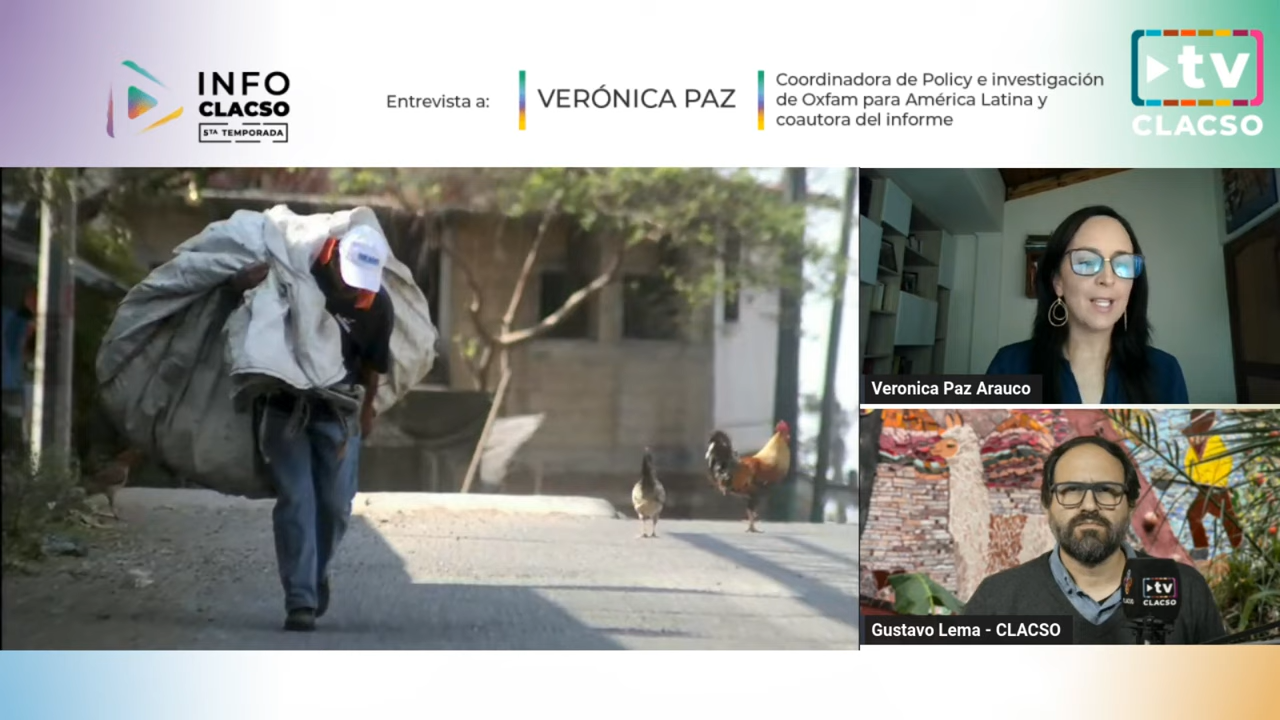 INFO
CLACSO
5TA TEMPORADA
Entrevista a:
VERÓNICA PAZ
Coordinadora de Policy e investigación
de Oxfam para América Latina y
coautora del informe
tv
CLACSO
Veronica Paz Arauco
tv
CLACSO
Gustavo Lema - CLACSO